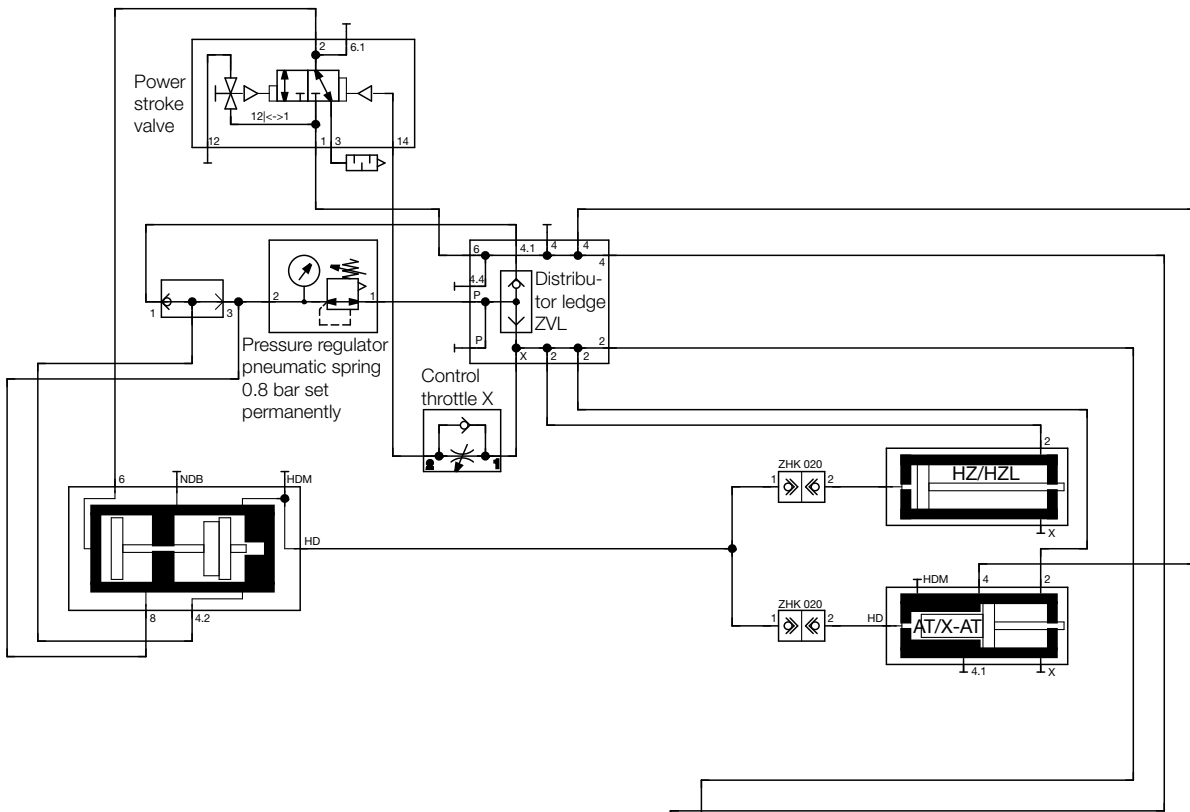 2
6.1
Power
stroke
valve
12|<->1
12
1
3
14
6
4.1
4
4
4
4.4
Distribu-
tor ledge
ZVL
P
P
X
2
2
2
1
3
2
1
Pressure regulator
pneumatic spring
0.8 bar set
permanently
Control
throttle X
2
1
6
NDB
HDM
HD
8
4.2
ZHK 020
1
2
2
HZ/HZL
X
ZHK 020
1
2
HD
HDM
4
2
AT/X-AT
4.1
X